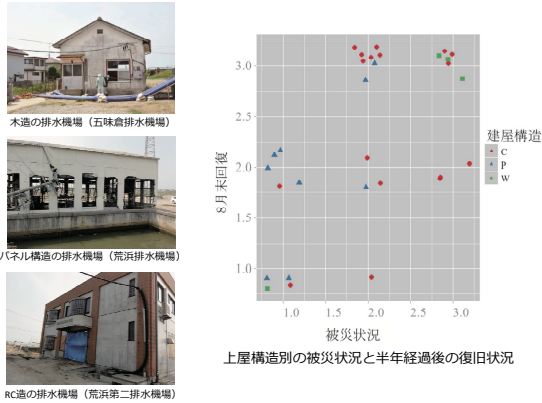 木造の排水機場（五味倉排水機場）
パネル構造の排水機場（荒浜排水機場）
RC造の排水機場（荒浜第二排水機場）
8月末回復
3.0
2.5
2.0
1.5
1.0
1.0
1.5
2.0
2.5
3.0
被災状況
建屋構造
C
P
W
上屋構造別の被災状況と半年経過後の復旧状況